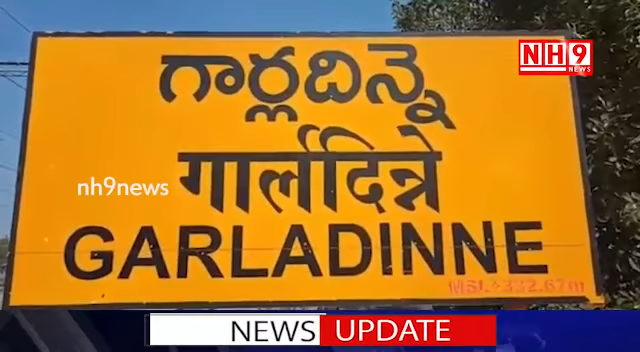 గార్లదిన్నె
NH9
NEWS
गार्लदिन्ने
nh9news
GARLADINNE
MSL+332.67m
NEWS UPDATE